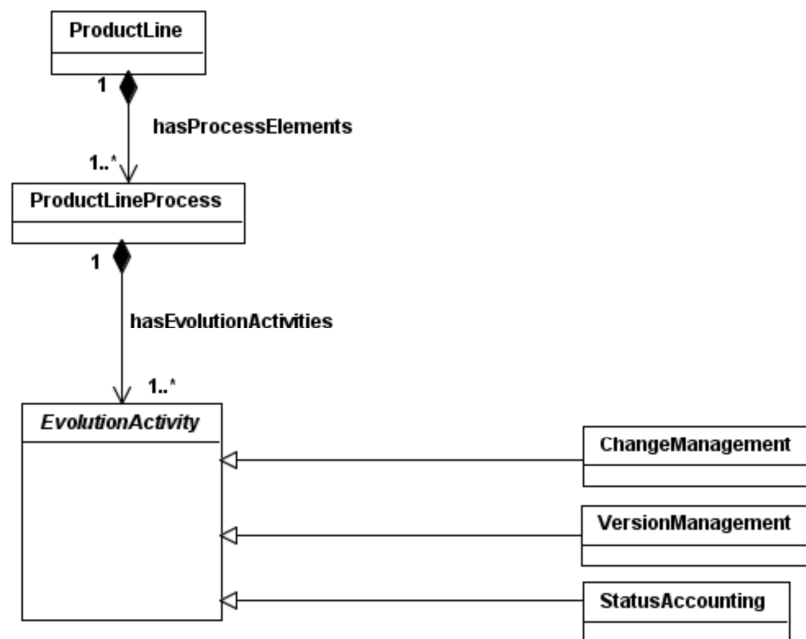 ProductLine
1
hasProcessElements
1..*
ProductLineProcess
1
hasEvolutionActivities
1..*
EvolutionActivity
ChangeManagement
VersionManagement
StatusAccounting